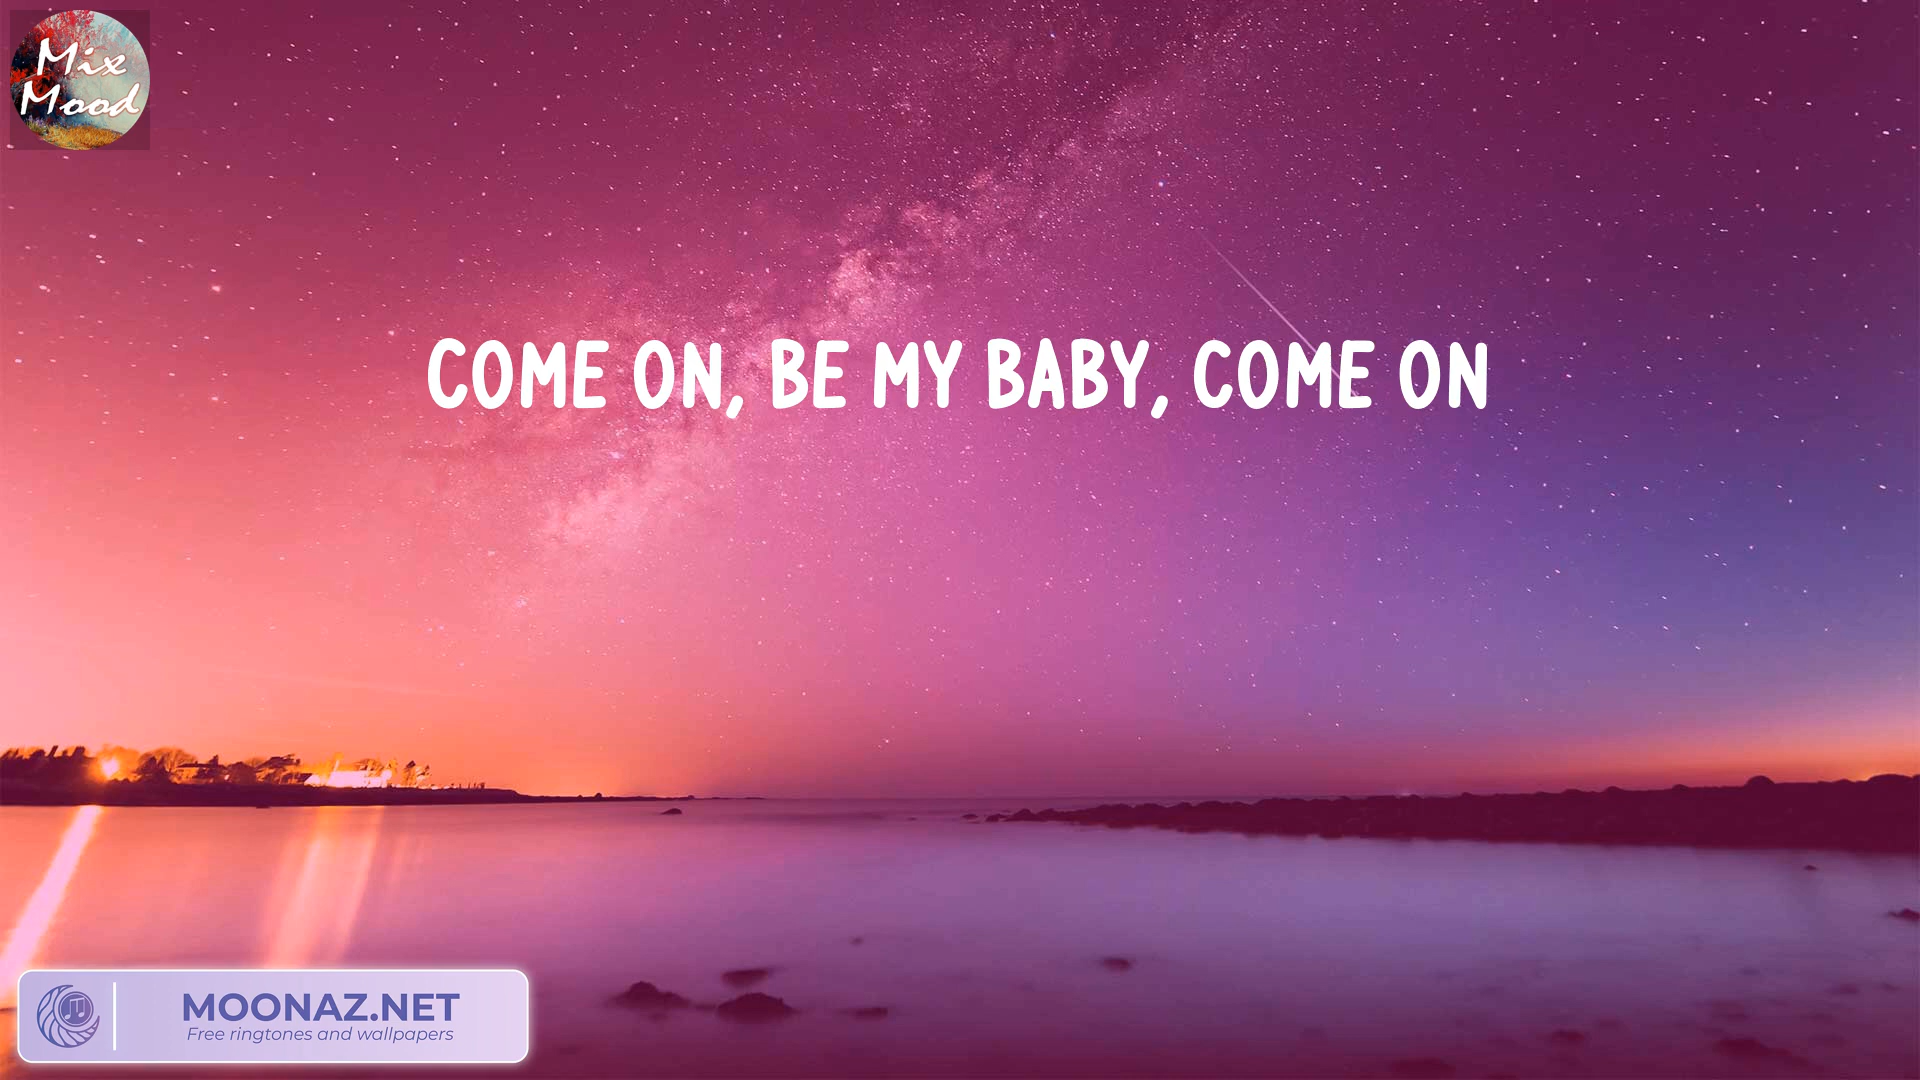 Mix
Mood
COME ON, BE MY BABY, COME ON
MOONAZ.NET
Free ringtones and wallpapers